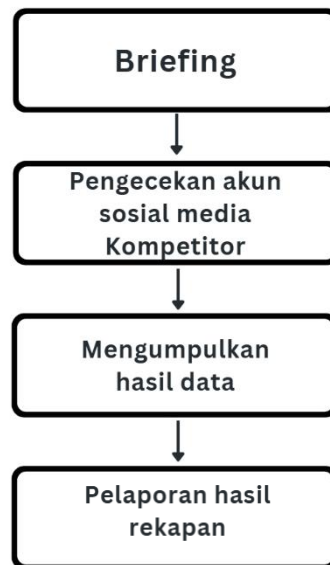 Briefing
Pengecekan akun
sosial media
Kompetitor
Mengumpulkan
hasil data
Pelaporan hasil
rekapan